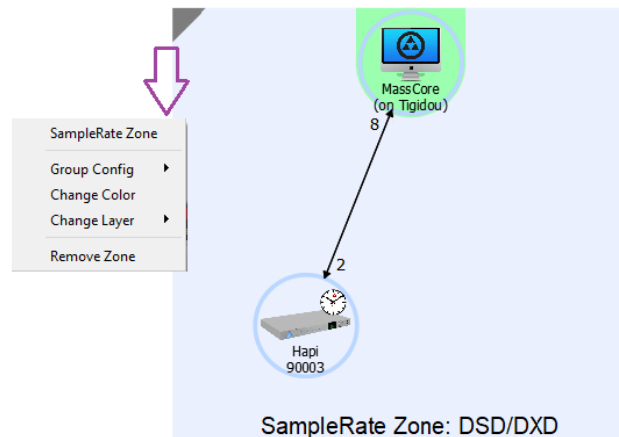 MassCore
(on Tigidou)
8
SampleRate Zone
Group Config
Change Color
Change Layer
Remove Zone
2
Hapi
90003
SampleRate Zone: DSD/DXD